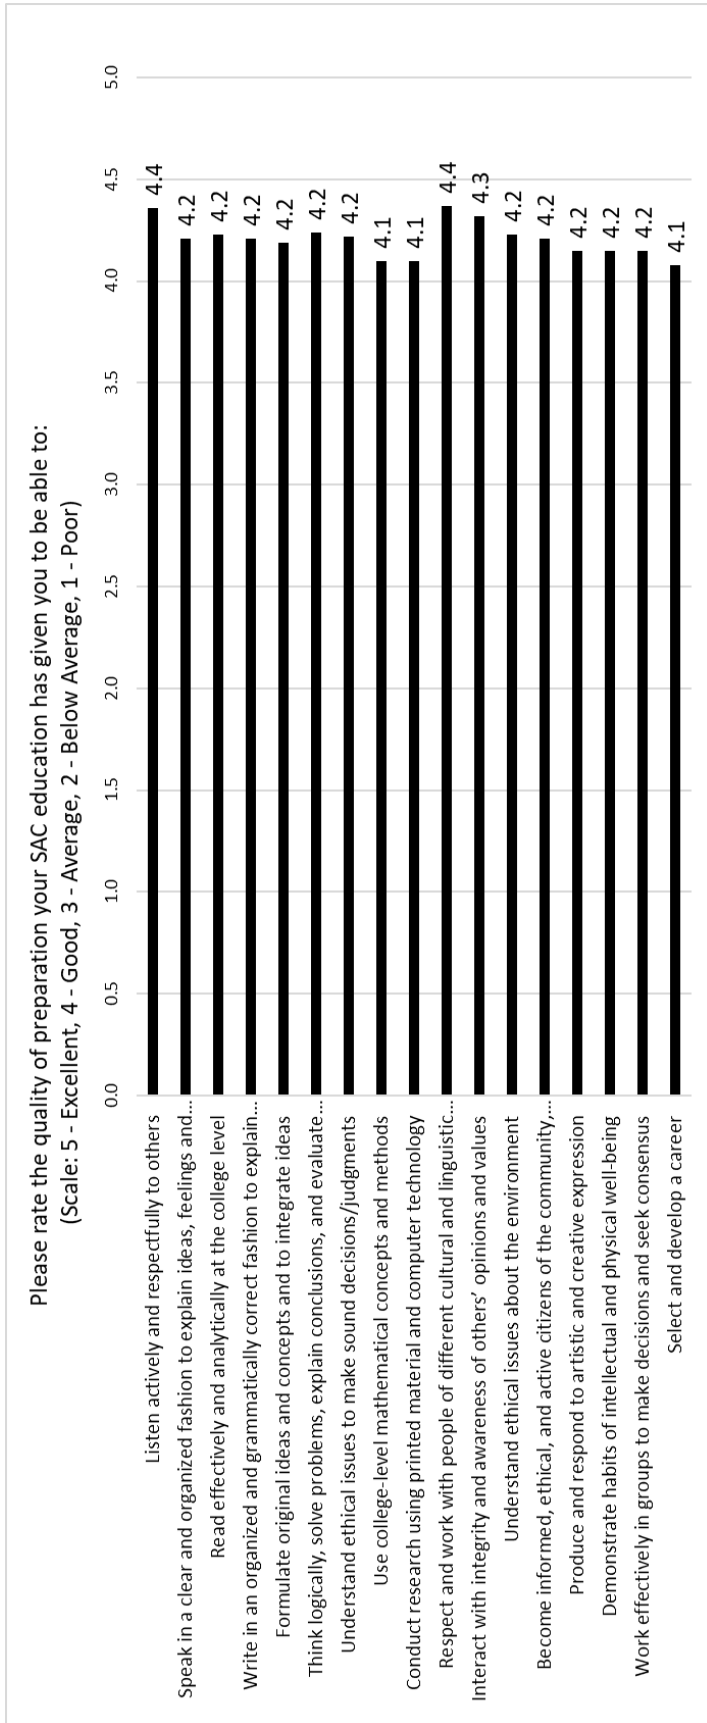 Please rate the quality of preparation your SAC education has given you to be able to:
(Scale: 5 - Excellent, 4 - Good, 3 - Average, 2 - Below Average, 1 - Poor)
0.0 0.5 1.0 1.5 2.0 2.5 3.0 3.5 4.0 4.5 5.0
Listen actively and respectfully to others 4.4
Speak in a clear and organized fashion to explain ideas, feelings and... 4.2
Read effectively and analytically at the college level 4.2
Write in an organized and grammatically correct fashion to explain... 4.2
Formulate original ideas and concepts and to integrate ideas 4.2
Think logically, solve problems, explain conclusions, and evaluate... 4.2
Understand ethical issues to make sound decisions/judgments 4.2
Use college-level mathematical concepts and methods 4.1
Conduct research using printed material and computer technology 4.1
Respect and work with people of different cultural and linguistic... 4.4
Interact with integrity and awareness of others’ opinions and values 4.3
Understand ethical issues about the environment 4.2
Become informed, ethical, and active citizens of the community,... 4.2
Produce and respond to artistic and creative expression 4.2
Demonstrate habits of intellectual and physical well-being 4.2
Work effectively in groups to make decisions and seek consensus 4.2
Select and develop a career 4.1